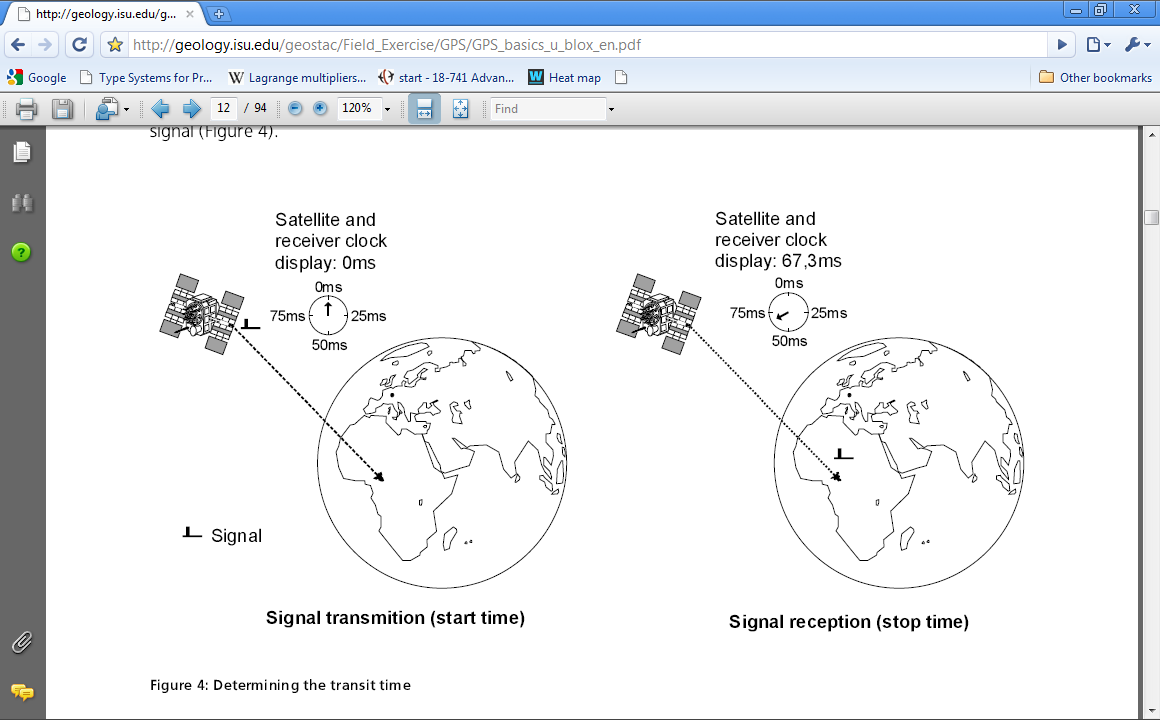 http://geology.isu.edu/g...
http://geology.isu.edu/geostac/Field_Exercise/GPS/GPS_basics_u_blox_en.pdf
Google Type Systems for Pr... Lagrange multipliers... start - 18-741 Advan... Heat map Other bookmarks
12 / 94 120% Find
signal (Figure 4).
Satellite and
receiver clock
display: 0ms
0ms
75ms 25ms
50ms
Satellite and
receiver clock
display: 67,3ms
0ms
75ms 25ms
50ms
Signal
Signal transmition (start time)
Signal reception (stop time)
Figure 4: Determining the transit time